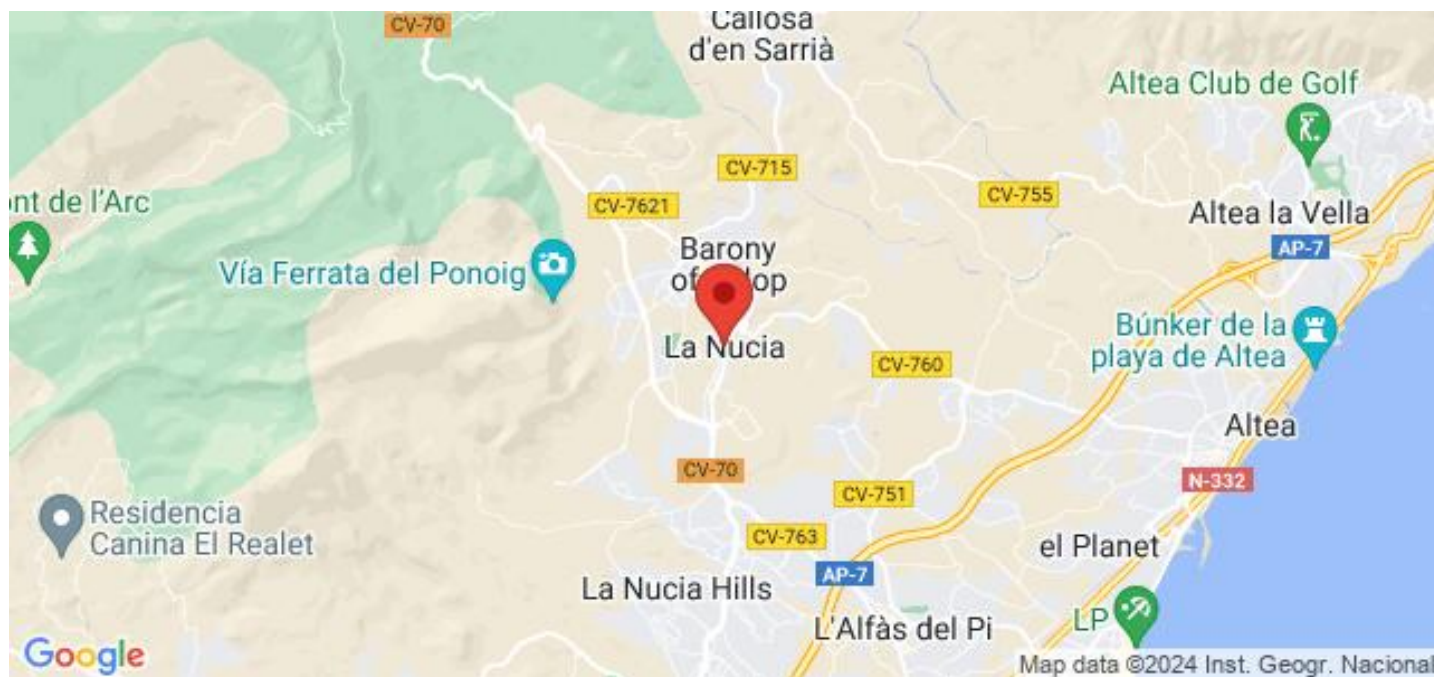 CV-70
Callosa
d'en Sarrià
Altea Club de Golf
CV-715
CV-755
ont de l'Arc
CV-7621
Altea la Vella
AP-7
Vía Ferrata del Ponoig
Barony
La Nucia
Búnker de la
playa de Altea
CV-760
Altea
CV-70
N-332
CV-751
Residencia
Canina El Realet
CV-763
el Planet
AP-7
La Nucia Hills
L'Alfàs del Pi
LP
Google
Map data ©2024 Inst. Geogr. Nacional